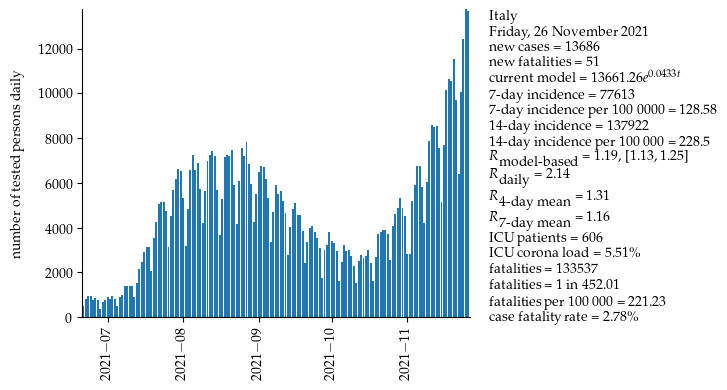 number of tested persons daily
12000
10000
8000
6000
4000
2000
0
2021−07
2021−08
2021−09
2021−10
2021−11
Italy
Friday, 26 November 2021
new cases = 13686
new fatalities = 51
current model = 13661.26e^0.0433t
7-day incidence = 77613
7-day incidence per 100 0000 = 128.58
14-day incidence = 137922
14-day incidence per 100 000 = 228.5
R model-based = 1.19, [1.13, 1.25]
R daily = 2.14
R 4-day mean = 1.31
R 7-day mean = 1.16
ICU patients = 606
ICU corona load = 5.51%
fatalities = 133537
fatalities = 1 in 452.01
fatalities per 100 000 = 221.23
case fatality rate = 2.78%